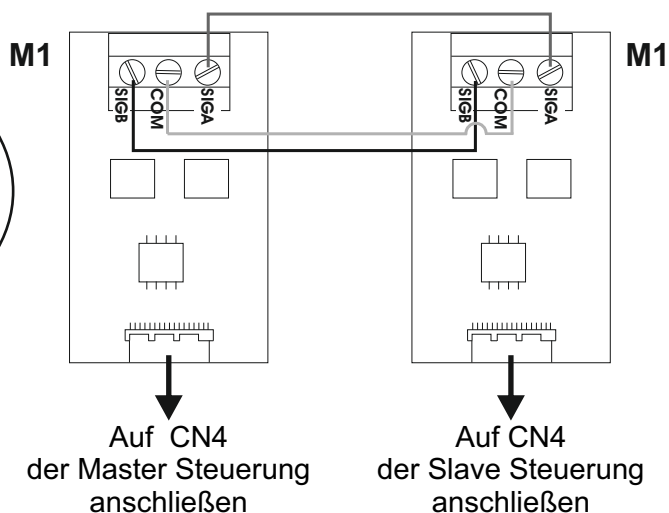 M1
M1
SIGB
COM
SIGA
SIGB
COM
SIGA
Auf CN4
der Master Steuerung
anschließen
Auf CN4
der Slave Steuerung
anschließen